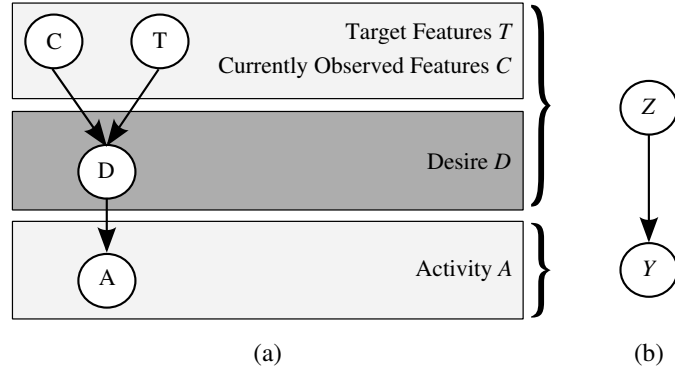 C
T
Target Features T
Currently Observed Features C
Z
D
Desire D
A
Activity A
Y
(a)
(b)